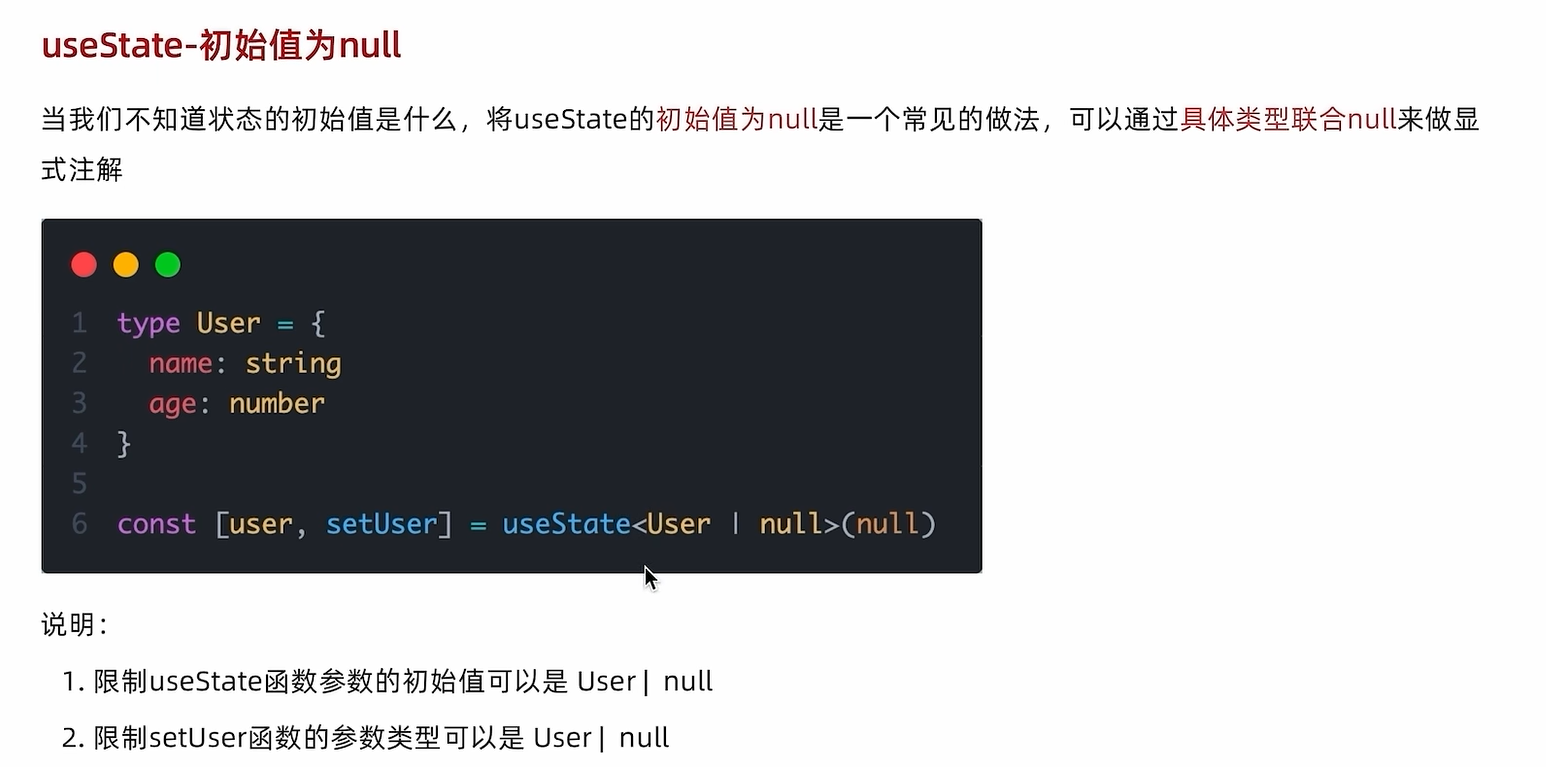 useState-初始值为null
当我们不知道状态的初始值是什么，将useState的初始值为null是一个常见的做法，可以通过具体类型联合null来做显
式注解
1 type User = {
2   name: string
3   age: number
4 }
5
6 const [user, setUser] = useState<User | null>(null)
说明：
1. 限制useState函数参数的初始值可以是 User | null
2. 限制setUser函数的参数类型可以是 User | null